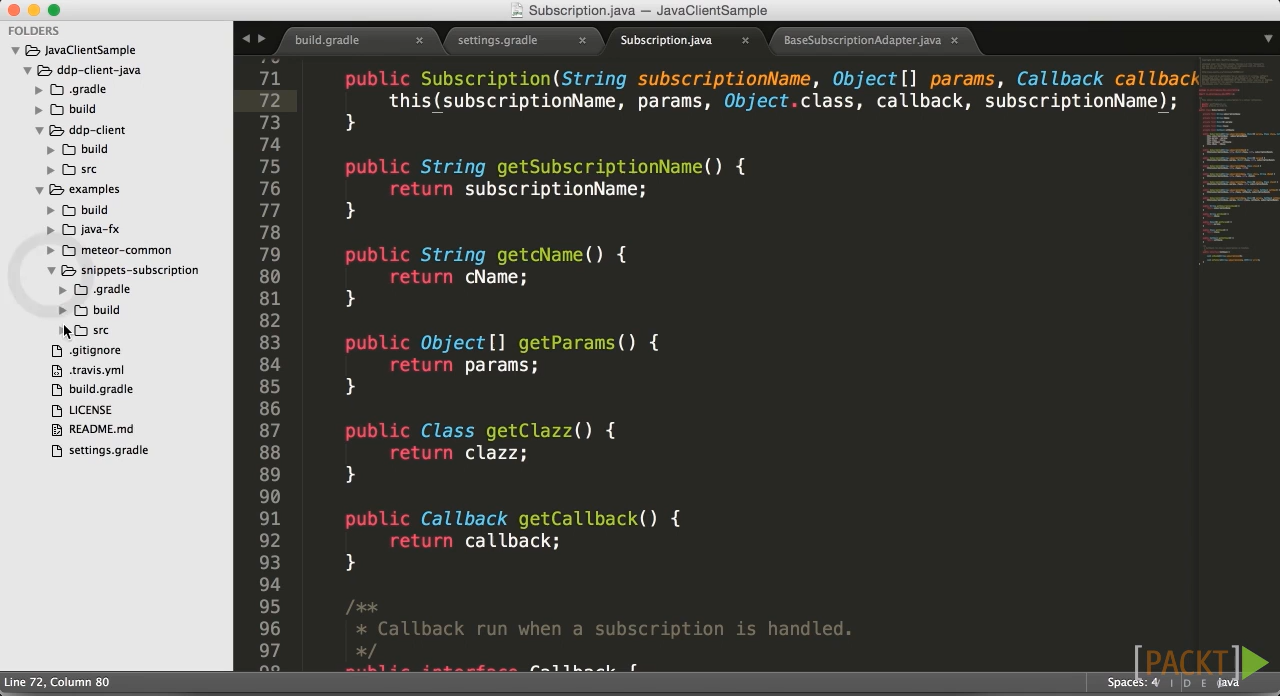 Subscription.java — JavaClientSample
FOLDERS
JavaClientSample
ddp-client-java
.gradle
build
ddp-client
build
src
examples
build
java-fx
meteor-common
snippets-subscription
.gradle
build
src
.gitignore
.travis.yml
build.gradle
LICENSE
README.md
settings.gradle
build.gradle × settings.gradle × Subscription.java × BaseSubscriptionAdapter.java ×
71 public Subscription(String subscriptionName, Object[] params, Callback callback
72 this(subscriptionName, params, Object.class, callback, subscriptionName);
73 }
74
75 public String getSubscriptionName() {
76 return subscriptionName;
77 }
78
79 public String getcName() {
80 return cName;
81 }
82
83 public Object[] getParams() {
84 return params;
85 }
86
87 public Class getClazz() {
88 return clazz;
89 }
90
91 public Callback getCallback() {
92 return callback;
93 }
94
95 /**
96 * Callback run when a subscription is handled.
97 */
98 public interface Callback {
[PACKT]
VIDEO
Line 72, Column 80
Spaces: 4
Java